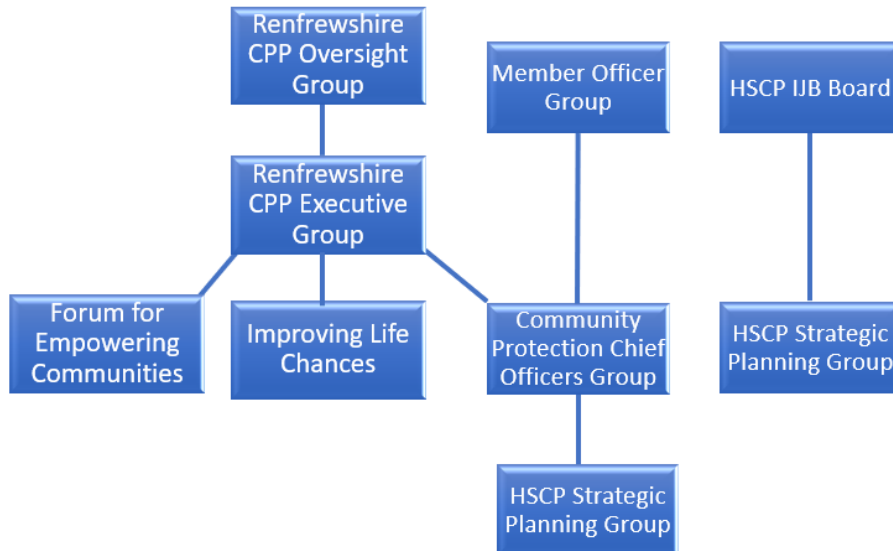 Renfrewshire
CPP Oversight
Group
Member Officer
Group
HSCP IJB Board
Renfrewshire
CPP Executive
Group
Forum for
Empowering
Communities
Improving Life
Chances
Community
Protection Chief
Officers Group
HSCP Strategic
Planning Group
HSCP Strategic
Planning Group